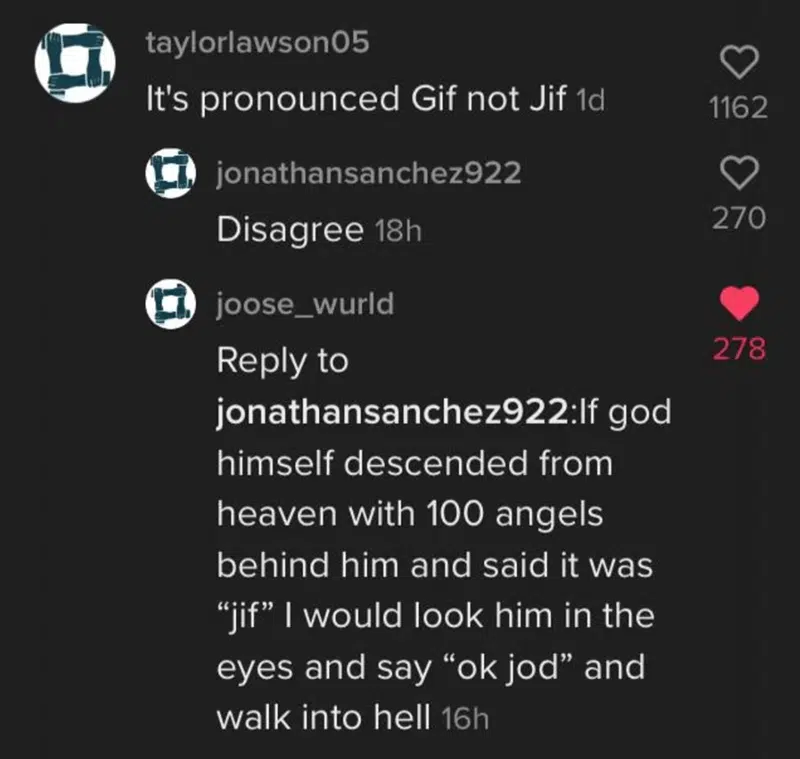 taylorlawson05
It's pronounced Gif not Jif 1d
1162
jonathansanchez922
Disagree 18h
270
joose_wurld
278
Reply to
jonathansanchez922:If god
himself descended from
heaven with 100 angels
behind him and said it was
“jif” I would look him in the
eyes and say “ok jod” and
walk into hell 16h